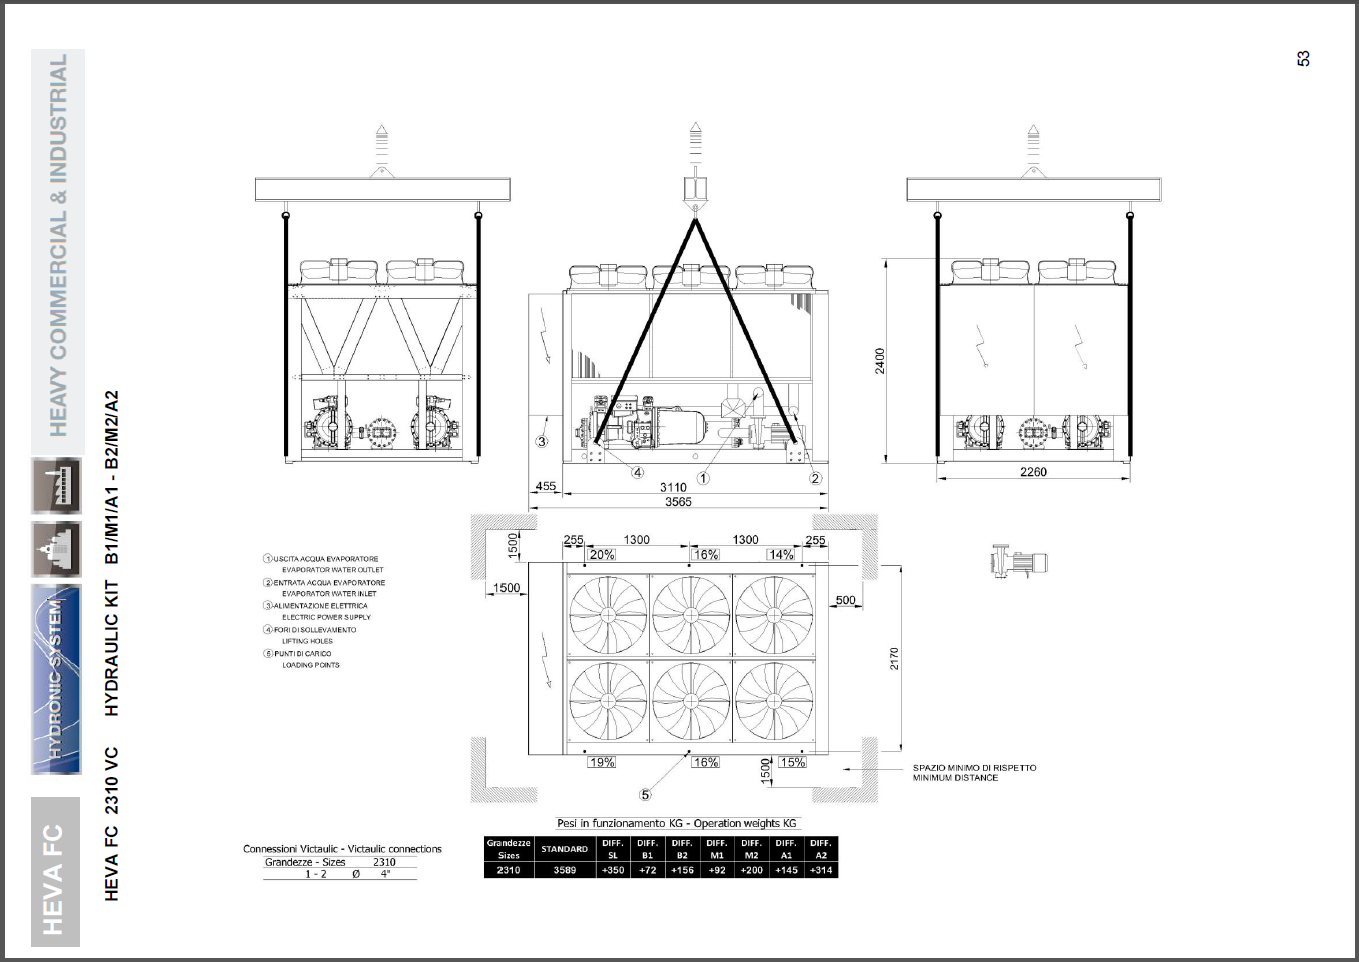 53
HEAVY COMMERCIAL & INDUSTRIAL
HYDRONIC SYSTEM
HEVA FC
HEVA FC 2310 VC HYDRAULIC KIT B1/M1/A1 - B2/M2/A2
2400
3
4
1
2
455
3110
3565
2260
1500
255
1300
1300
255
20%
16%
14%
1500
500
2170
19%
16%
15%
1500
5
1 USCITA ACQUA EVAPORATORE
EVAPORATOR WATER OUTLET
2 ENTRATA ACQUA EVAPORATORE
EVAPORATOR WATER INLET
3 ALIMENTAZIONE ELETTRICA
ELECTRIC POWER SUPPLY
4 FORI DI SOLLEVAMENTO
LIFTING HOLES
5 PUNTI DI CARICO
LOADING POINTS
SPAZIO MINIMO DI RISPETTO
MINIMUM DISTANCE
Pesi in funzionamento KG - Operation weights KG
Grandezze Sizes STANDARD DIFF. SL DIFF. B1 DIFF. B2 DIFF. M1 DIFF. M2 DIFF. A1 DIFF. A2
2310 3589 +350 +72 +156 +92 +200 +145 +314
Connessioni Victaulic - Victaulic connections
Grandezze - Sizes 2310
1 - 2 Ø 4"